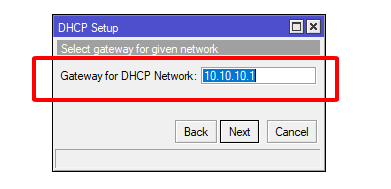 DHCP Setup
Select gateway for given network
Gateway for DHCP Network: 10.10.10.1
Back Next Cancel